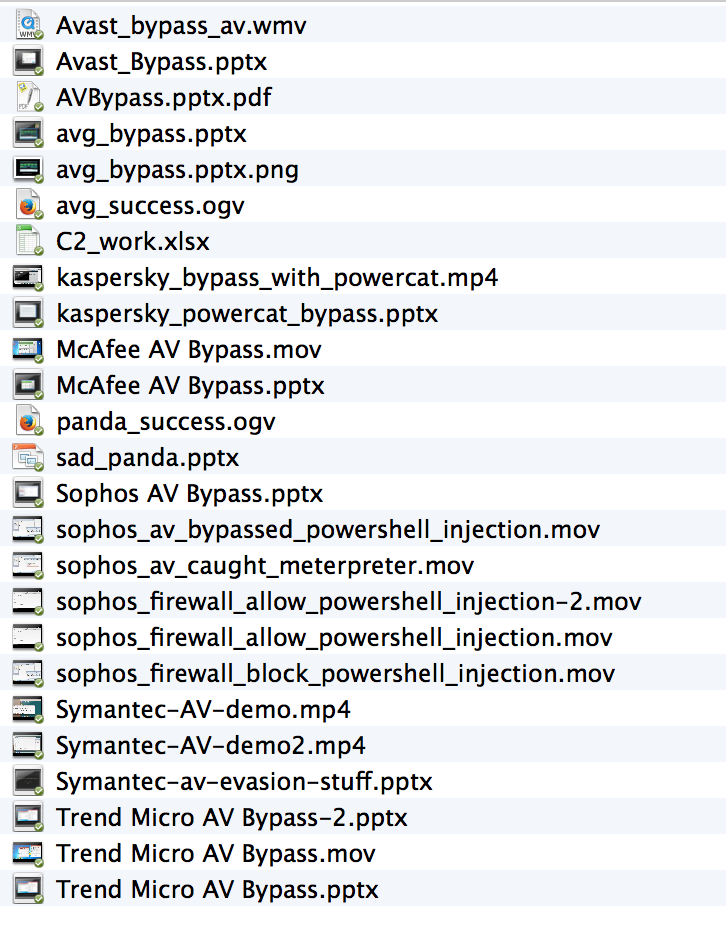 Avast_bypass_av.wmv
Avast_Bypass.pptx
AVBypass.pptx.pdf
avg_bypass.pptx
avg_bypass.pptx.png
avg_success.ogv
C2_work.xlsx
kaspersky_bypass_with_powercat.mp4
kaspersky_powercat_bypass.pptx
McAfee AV Bypass.mov
McAfee AV Bypass.pptx
panda_success.ogv
sad_panda.pptx
Sophos AV Bypass.pptx
sophos_av_bypassed_powershell_injection.mov
sophos_av_caught_meterpreter.mov
sophos_firewall_allow_powershell_injection-2.mov
sophos_firewall_allow_powershell_injection.mov
sophos_firewall_block_powershell_injection.mov
Symantec-AV-demo.mp4
Symantec-AV-demo2.mp4
Symantec-av-evasion-stuff.pptx
Trend Micro AV Bypass-2.pptx
Trend Micro AV Bypass.mov
Trend Micro AV Bypass.pptx